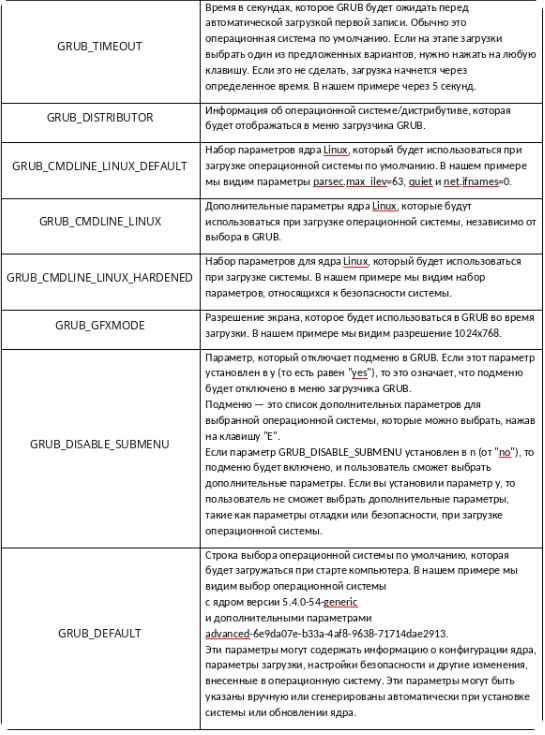 GRUB_TIMEOUT
Время в секундах, которое GRUB будет ожидать перед
автоматической загрузкой первой записи. Обычно это
операционная система по умолчанию. Если на этапе загрузки
выбрать один из предложенных вариантов, нужно нажать на любую
клавишу. Если это не сделать, загрузка начнется через
определенное время. В нашем примере через 5 секунд.
GRUB_DISTRIBUTOR
Информация об операционной системе/дистрибутиве, которая
будет отображаться в меню загрузчика GRUB.
GRUB_CMDLINE_LINUX_DEFAULT
Набор параметров ядра Linux, который будет использоваться при
загрузке операционной системы по умолчанию. В нашем примере
мы видим параметры parsec.max_ilev=63, quiet и net.ifnames=0.
GRUB_CMDLINE_LINUX
Дополнительные параметры ядра Linux, которые будут
использоваться при загрузке операционной системы, независимо от
выбора в GRUB.
GRUB_CMDLINE_LINUX_HARDENED
Набор параметров для ядра Linux, который будет использоваться
при загрузке системы. В нашем примере мы видим набор
параметров, относящихся к безопасности системы.
GRUB_GFXMODE
Разрешение экрана, которое будет использоваться в GRUB во время
загрузки. В нашем примере мы видим разрешение 1024x768.
GRUB_DISABLE_SUBMENU
Параметр, который отключает подменю в GRUB. Если этот параметр
установлен в y (то есть равен "yes"), то это означает, что подменю
будет отключено в меню загрузчика GRUB.
Подменю — это список дополнительных параметров для
выбранной операционной системы, которые можно выбрать, нажав
на клавишу "E".
Если параметр GRUB_DISABLE_SUBMENU установлен в n (от "no"), то
подменю будет включено, и пользователь сможет выбрать
дополнительные параметры. Если вы установили параметр y, то
пользователь не сможет выбрать дополнительные параметры,
такие как параметры отладки или безопасности, при загрузке
операционной системы.
GRUB_DEFAULT
Строка выбора операционной системы по умолчанию, которая
будет загружаться при старте компьютера. В нашем примере мы
видим выбор операционной системы
с ядром версии 5.4.0-54-generic
и дополнительными параметрами
advanced-6e9da07e-b33a-4af8-9638-71714dae2913.
Эти параметры могут содержать информацию о конфигурации ядра,
параметры загрузки, настройки безопасности и другие изменения,
внесенные в операционную систему. Эти параметры могут быть
указаны вручную или сгенерированы автоматически при установке
системы или обновлении ядра.